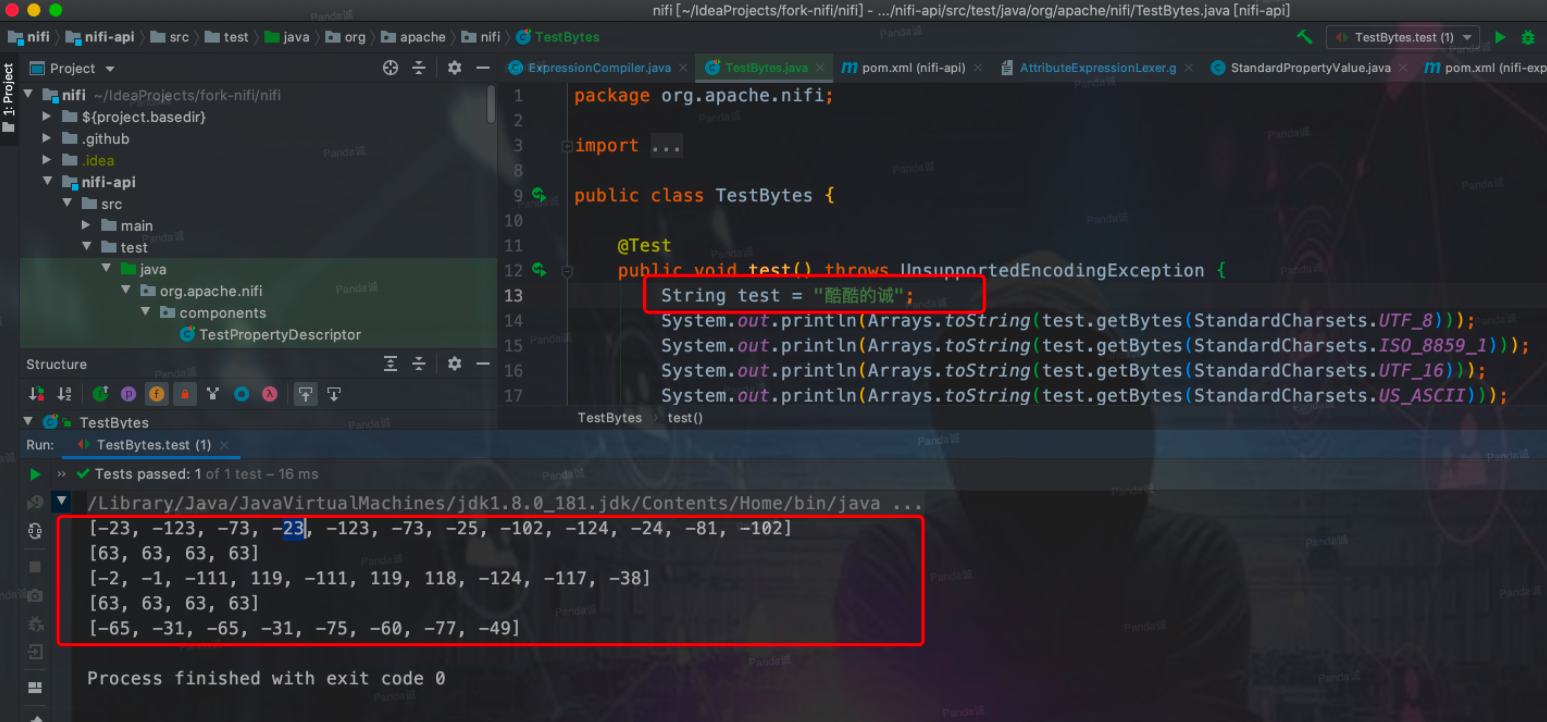 nifi [~/IdeaProjects/fork-nifi/nifi] - .../nifi-api/src/test/java/org/apache/nifi/TestBytes.java [nifi-api]
nifi nifi-api src test java org apache nifi TestBytes
TestBytes.test (1)
1: Project
Project
ExpressionCompiler.java TestBytes.java pom.xml (nifi-api) AttributeExpressionLexer.g StandardPropertyValue.java pom.xml (nifi-exp
nifi ~/IdeaProjects/fork-nifi/nifi
${project.basedir}
.github
.idea
nifi-api
src
main
test
java
org.apache.nifi
components
TestPropertyDescriptor
Structure
TestBytes
1 package org.apache.nifi;
2
3 import ...
8
9 public class TestBytes {
10
11 @Test
12 public void test() throws UnsupportedEncodingException {
13 String test = "酷酷的诚";
14 System.out.println(Arrays.toString(test.getBytes(StandardCharsets.UTF_8)));
15 System.out.println(Arrays.toString(test.getBytes(StandardCharsets.ISO_8859_1)));
16 System.out.println(Arrays.toString(test.getBytes(StandardCharsets.UTF_16)));
17 System.out.println(Arrays.toString(test.getBytes(StandardCharsets.US_ASCII)));
TestBytes test()
Run: TestBytes.test (1)
Tests passed: 1 of 1 test – 16 ms
/Library/Java/JavaVirtualMachines/jdk1.8.0_181.jdk/Contents/Home/bin/java ...
[-23, -123, -73, -23, -123, -73, -25, -102, -124, -24, -81, -102]
[63, 63, 63, 63]
[-2, -1, -111, 119, -111, 119, 118, -124, -117, -38]
[63, 63, 63, 63]
[-65, -31, -65, -31, -75, -60, -77, -49]
Process finished with exit code 0
Panda诚